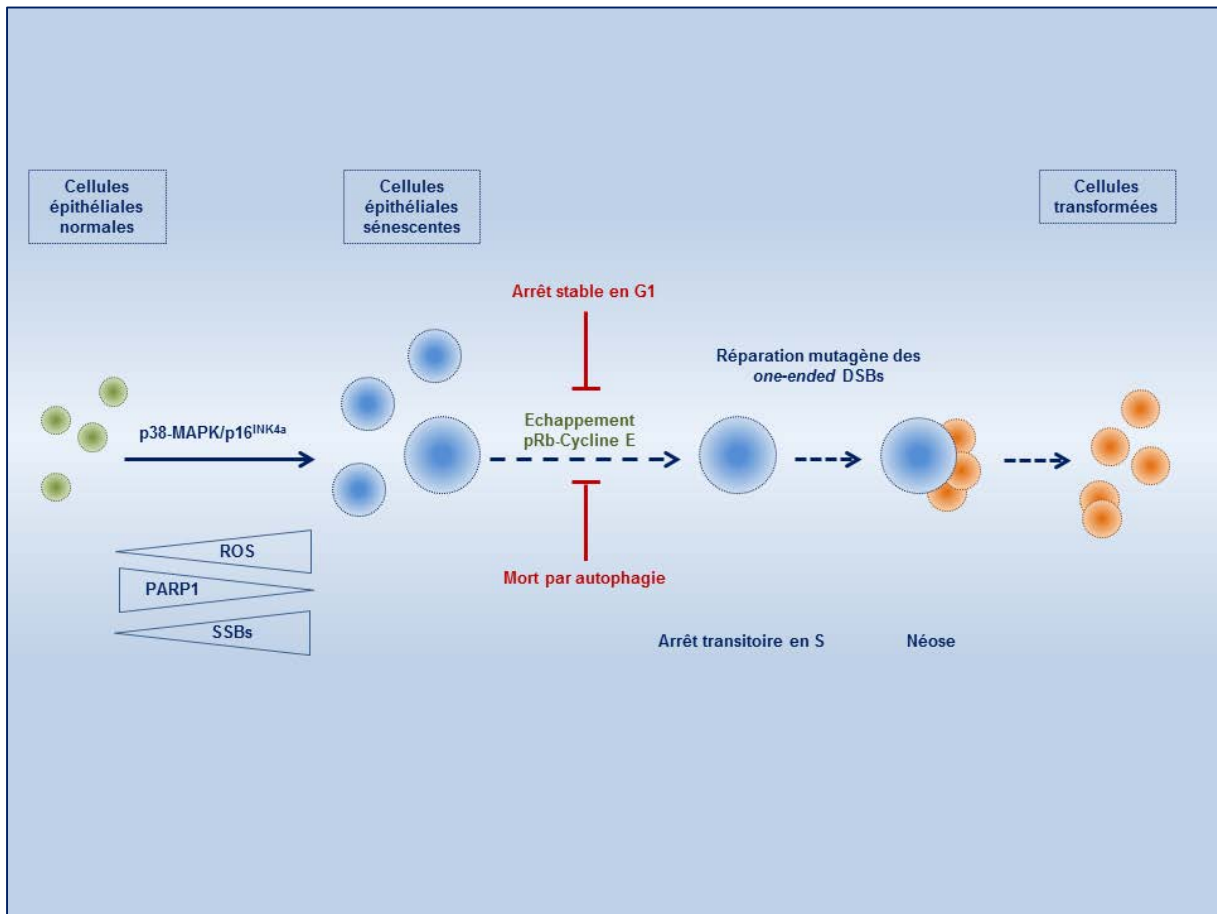 Cellules
épithéliales
normales
Cellules
épithéliales
sénescentes
Cellules
transformées
Arrêt stable en G1
Réparation mutagène des
one-ended DSBs
p38-MAPK/p16INK4a
Echappement
pRb-Cycline E
ROS
PARP1
SSBs
Mort par autophagie
Arrêt transitoire en S
Néose